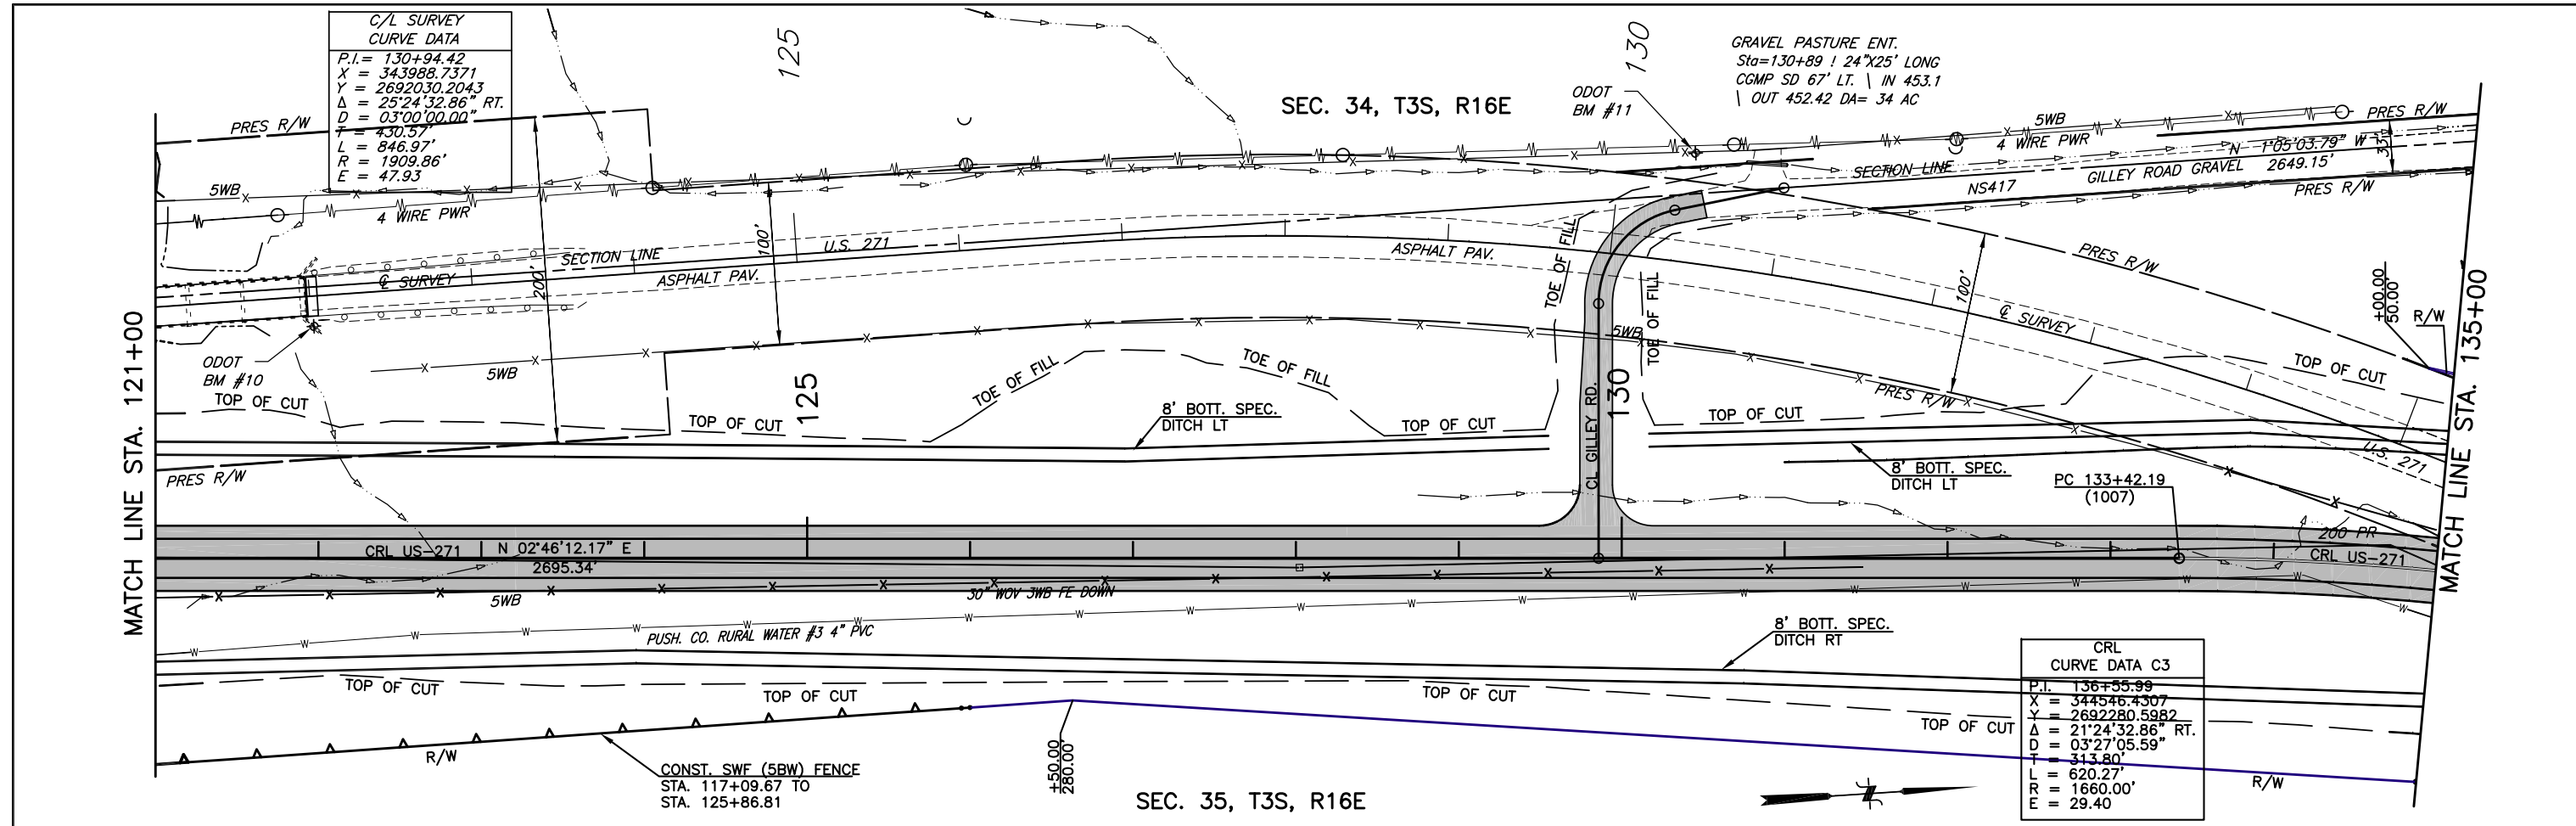 C/L SURVEY
CURVE DATA
P.I.= 130+94.42
X = 343988.7371
Y = 2692030.2043
Δ = 25°24'32.86" RT.
D = 03°00'00.00"
T = 430.57'
L = 846.97'
R = 1909.86'
E = 47.93
125
130
GRAVEL PASTURE ENT.
Sta=130+89 ! 24"X25' LONG
CGMP SD 67' LT. \ IN 453.1
\ OUT 452.42 DA= 34 AC
ODOT
BM #11
SEC. 34, T3S, R16E
PRES R/W
5WB
4 WIRE PWR
5WB
4 WIRE PWR
PRES R/W
33'
N 1°05'03.79" W
2649.15'
SECTION LINE
NS417
GILLEY ROAD GRAVEL
PRES R/W
200'
100'
U.S. 271
SECTION LINE
℄ SURVEY
ASPHALT PAV.
ASPHALT PAV.
TOE OF FILL
TOE OF FILL
100'
PRES R/W
℄ SURVEY
+00.00
50.00'
R/W
MATCH LINE STA. 121+00
MATCH LINE STA. 135+00
ODOT
BM #10
5WB
5WB
TOP OF CUT
125
TOE OF FILL
TOE OF FILL
130
CL GILLEY RD.
PRES R/W
TOP OF CUT
TOP OF CUT
8' BOTT. SPEC.
DITCH LT
TOP OF CUT
TOP OF CUT
U.S. 271
8' BOTT. SPEC.
DITCH LT
PC 133+42.19
(1007)
PRES R/W
200 PR
CRL US-271
N 02°46'12.17" E
2695.34'
CRL US-271
5WB
30" WOV 3WB FE DOWN
PUSH. CO. RURAL WATER #3 4" PVC
8' BOTT. SPEC.
DITCH RT
TOP OF CUT
TOP OF CUT
TOP OF CUT
TOP OF CUT
CRL
CURVE DATA C3
P.I. 136+55.99
X = 344546.4307
Y = 2692280.5982
Δ = 21°24'32.86" RT.
D = 03°27'05.59"
T = 313.80'
L = 620.27'
R = 1660.00'
E = 29.40
R/W
CONST. SWF (5BW) FENCE
STA. 117+09.67 TO
STA. 125+86.81
+50.00
280.00'
SEC. 35, T3S, R16E
R/W